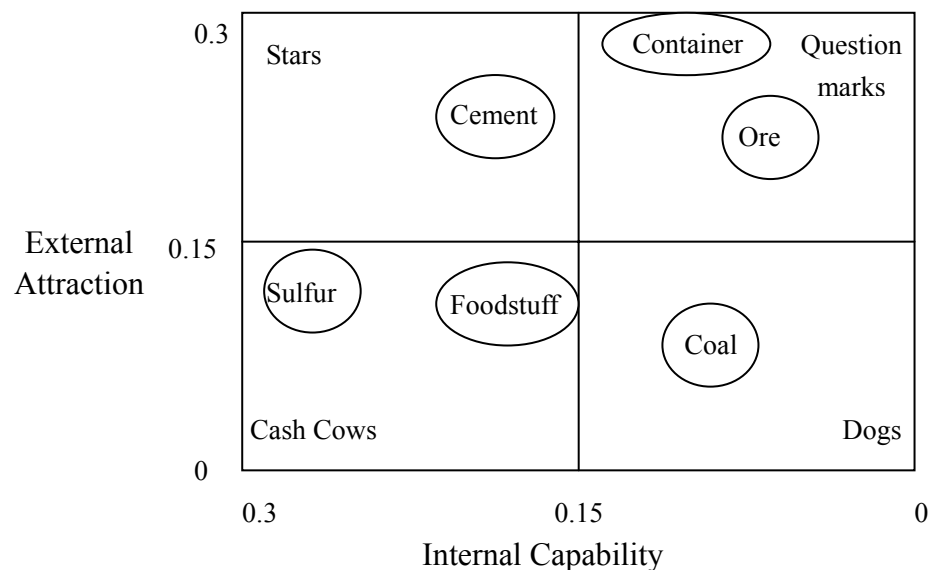 0.3
Stars
Container
Question
marks
Cement
Ore
External
Attraction
0.15
Sulfur
Foodstuff
Coal
Cash Cows
Dogs
0
0.3
0.15
0
Internal Capability